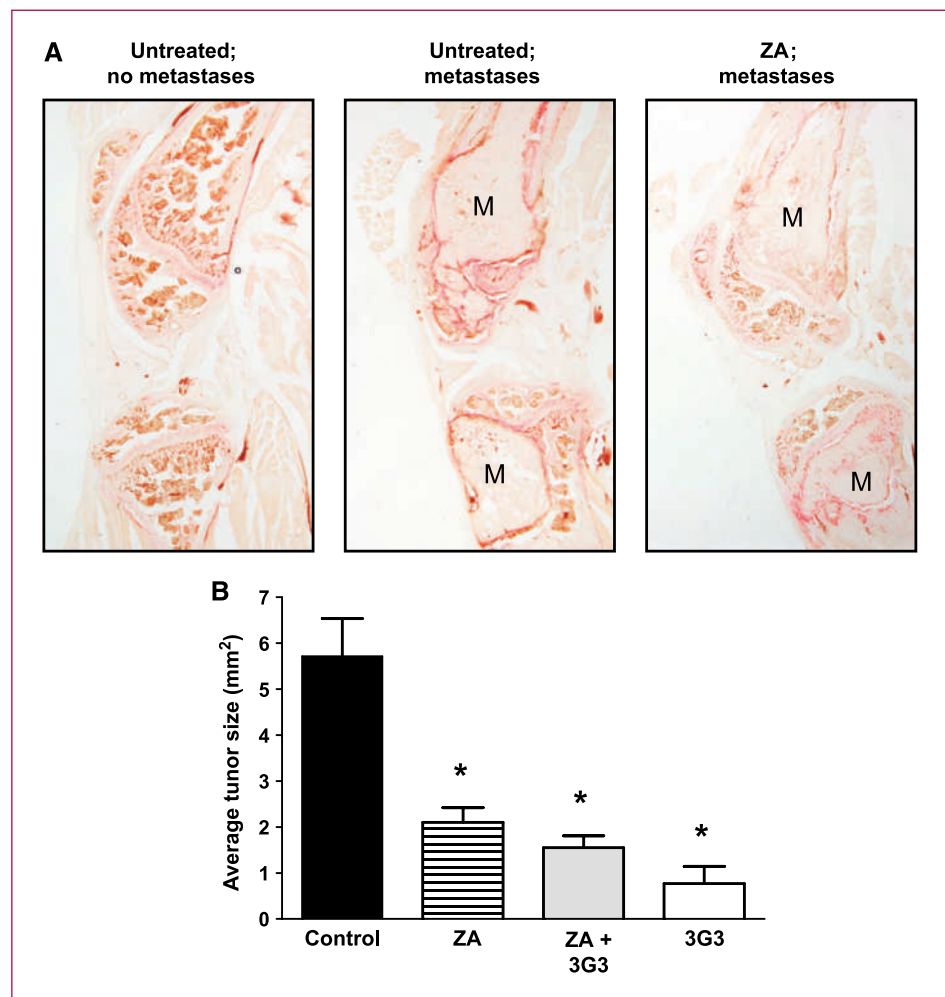 A
Untreated;
no metastases
Untreated;
metastases
ZA;
metastases
M
M
M
M
B
Average tunor size (mm²)
7
6
5
4
3
2
1
0
*
*
*
Control
ZA
ZA +
3G3
3G3